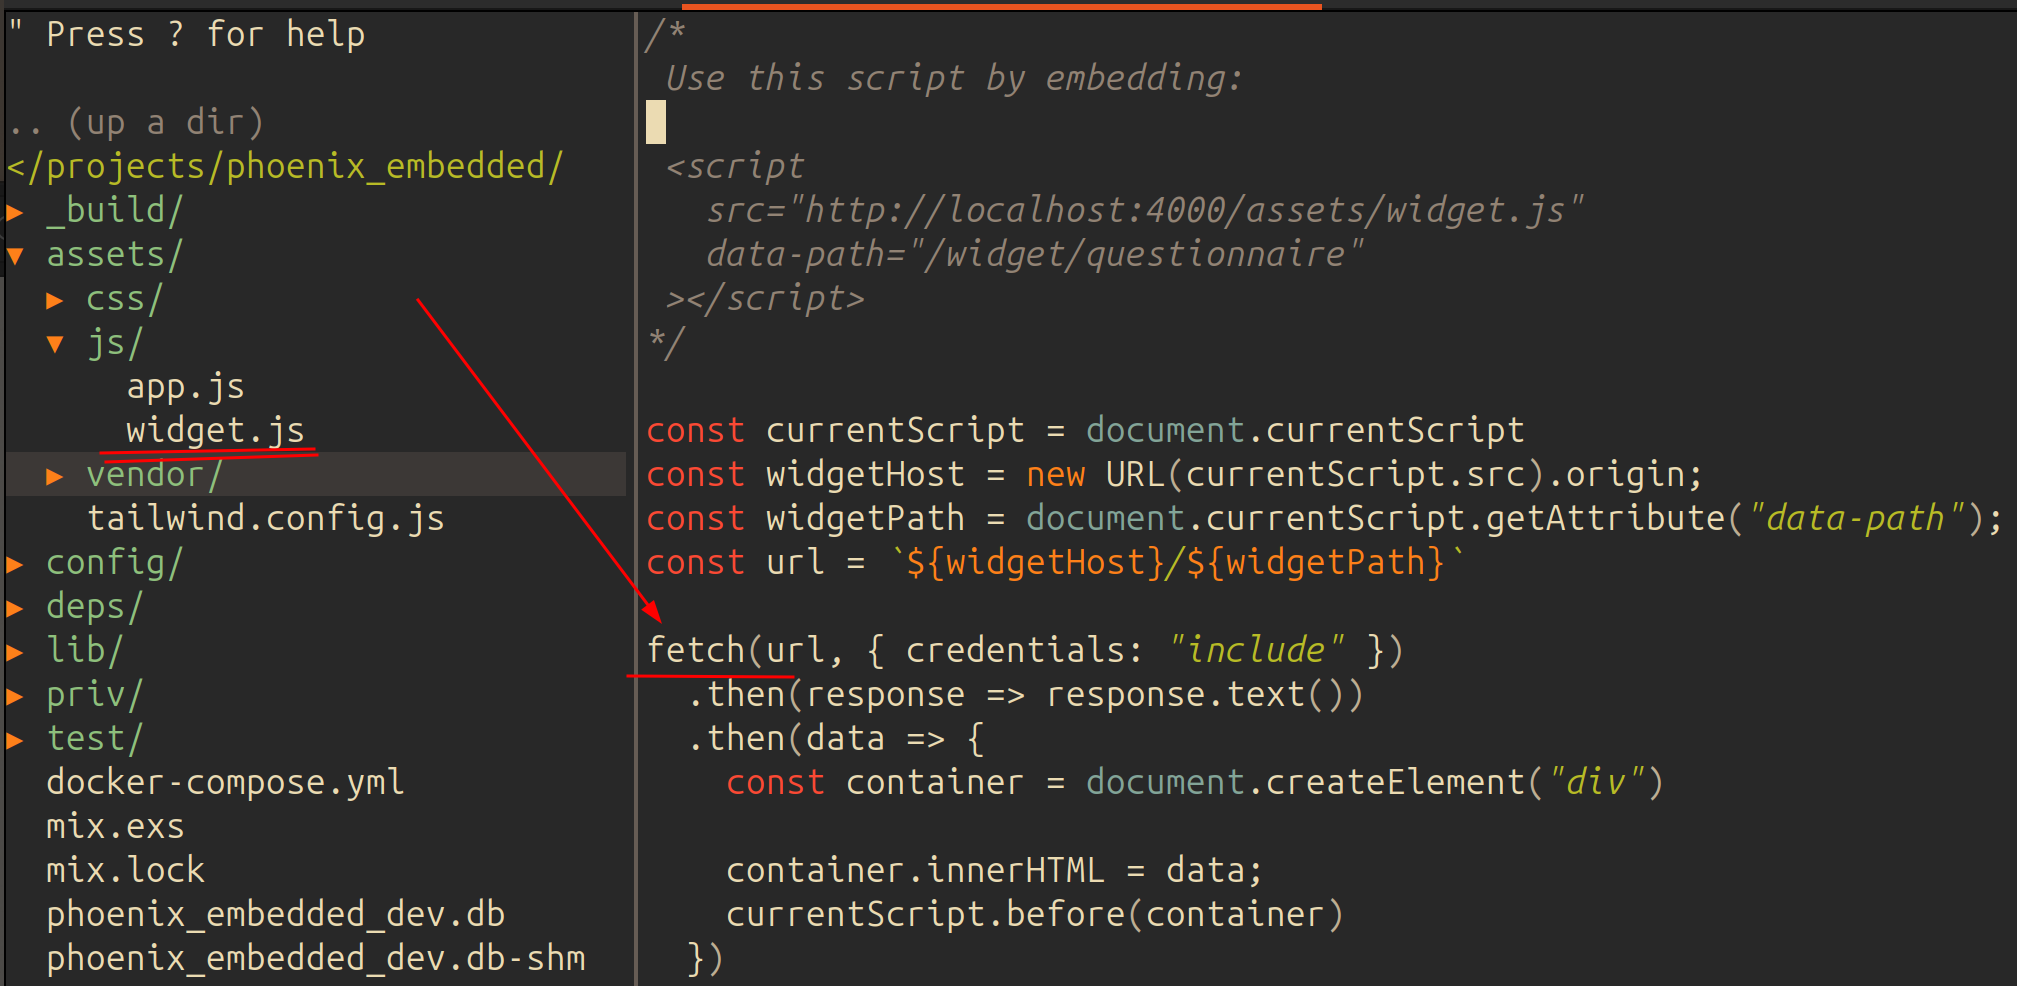 " Press ? for help
.. (up a dir)
</projects/phoenix_embedded/
▸ _build/
▾ assets/
▸ css/
▾ js/
app.js
widget.js
▸ vendor/
tailwind.config.js
▸ config/
▸ deps/
▸ lib/
▸ priv/
▸ test/
docker-compose.yml
mix.exs
mix.lock
phoenix_embedded_dev.db
phoenix_embedded_dev.db-shm
/*
Use this script by embedding:
<script
src="http://localhost:4000/assets/widget.js"
data-path="/widget/questionnaire"
></script>
*/
const currentScript = document.currentScript
const widgetHost = new URL(currentScript.src).origin;
const widgetPath = document.currentScript.getAttribute("data-path");
const url = `${widgetHost}/${widgetPath}`
fetch(url, { credentials: "include" })
.then(response => response.text())
.then(data => {
const container = document.createElement("div")
container.innerHTML = data;
currentScript.before(container)
})